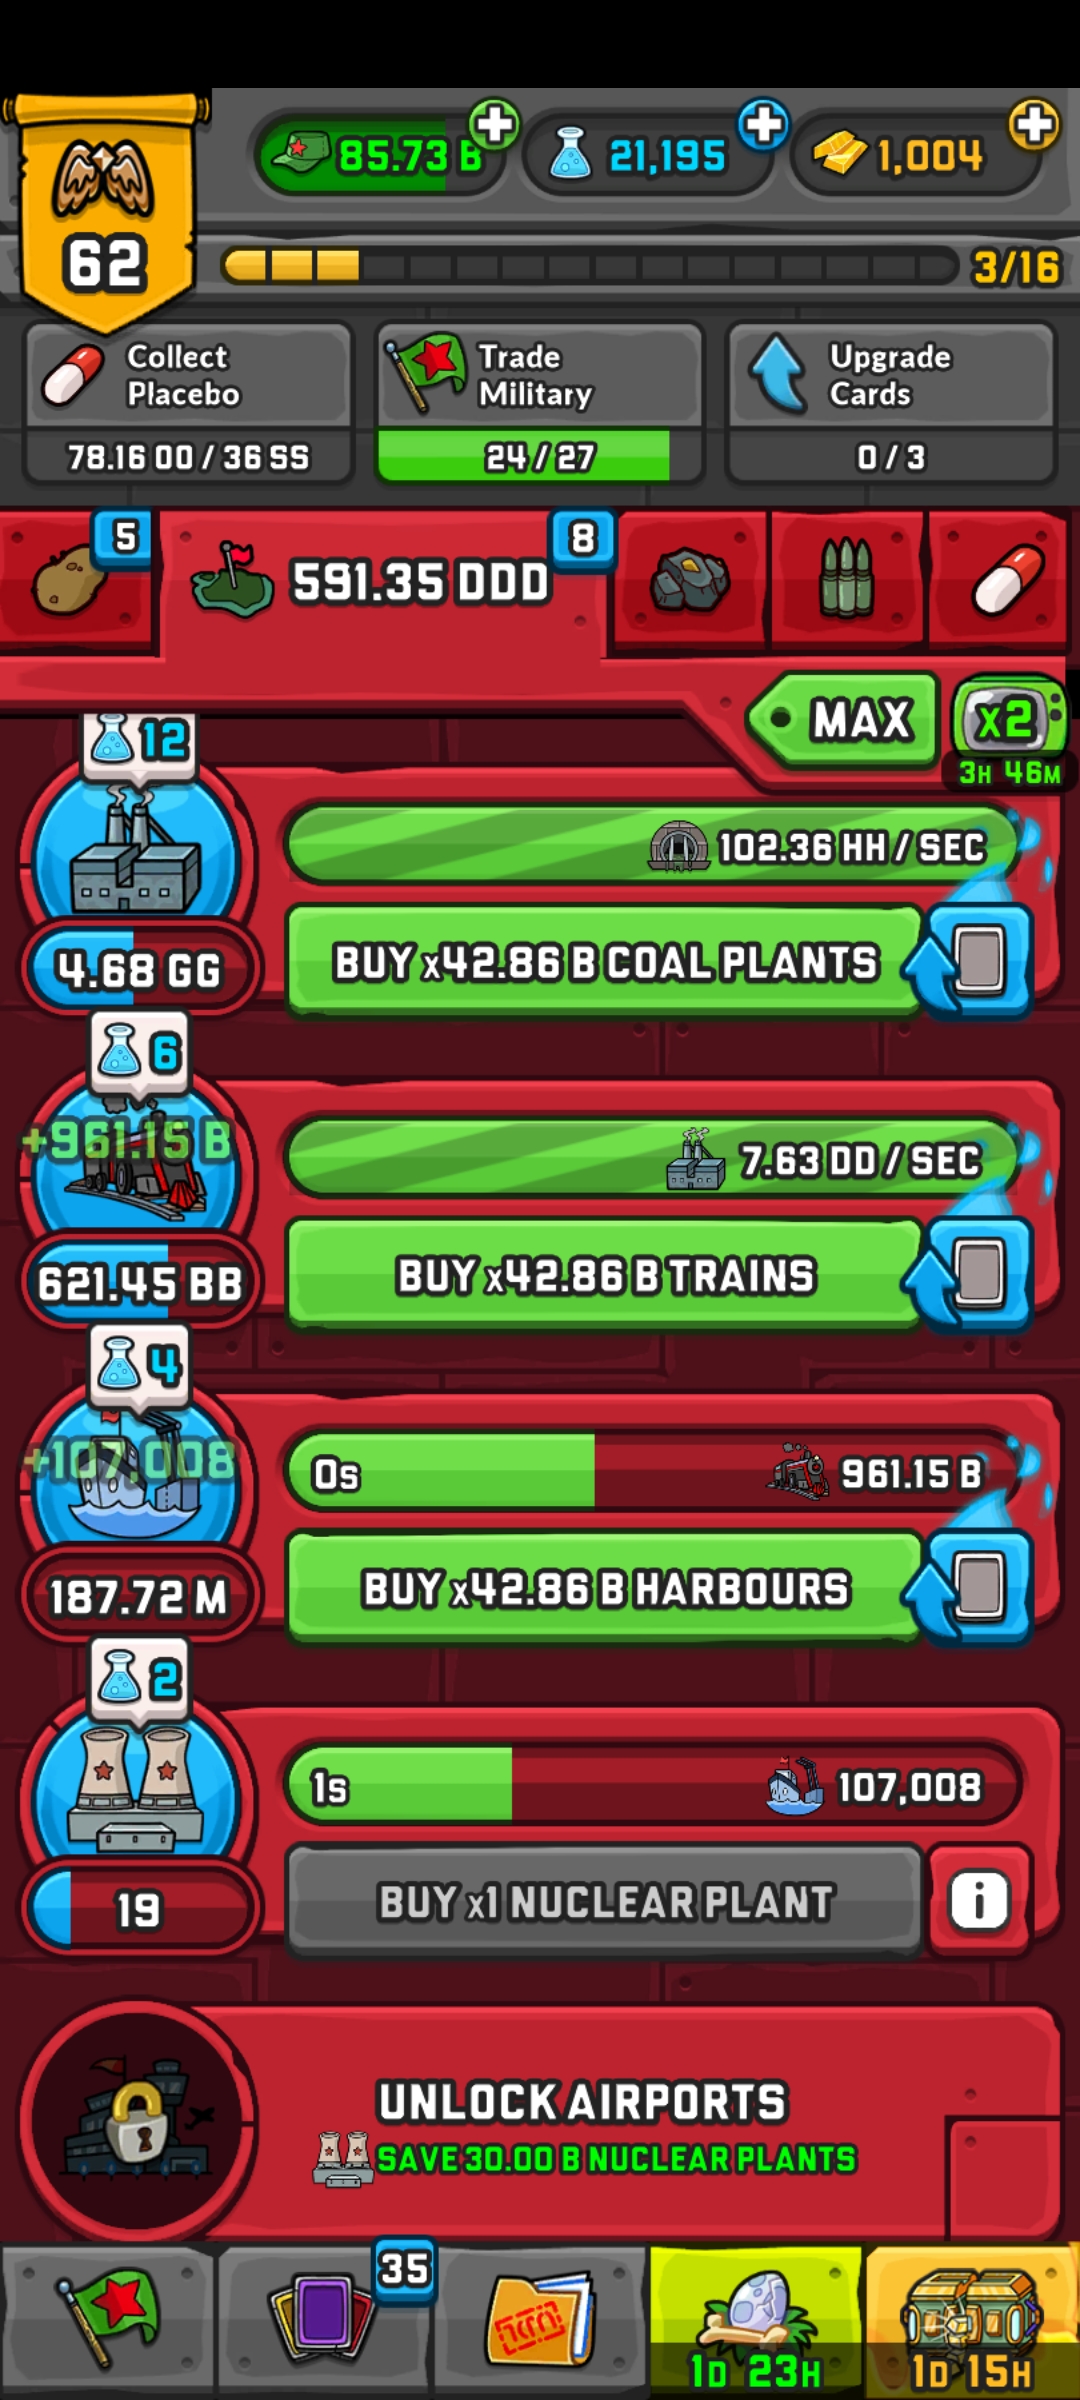 85.73 B
21,195
1,004
62
3/16
Collect
Placebo
78.16 OO / 36 SS
Trade
Military
24 / 27
Upgrade
Cards
0 / 3
5
591.35 DDD
8
MAX
x2
3H 46M
12
102.36 HH / SEC
4.68 GG
BUY x42.86 B COAL PLANTS
6
+961.15 B
7.63 DD / SEC
621.45 BB
BUY x42.86 B TRAINS
4
+107,008
0s
961.15 B
187.72 M
BUY x42.86 B HARBOURS
2
1s
107,008
19
BUY x1 NUCLEAR PLANT
i
UNLOCK AIRPORTS
SAVE 30.00 B NUCLEAR PLANTS
35
1D 23H
1D 15H